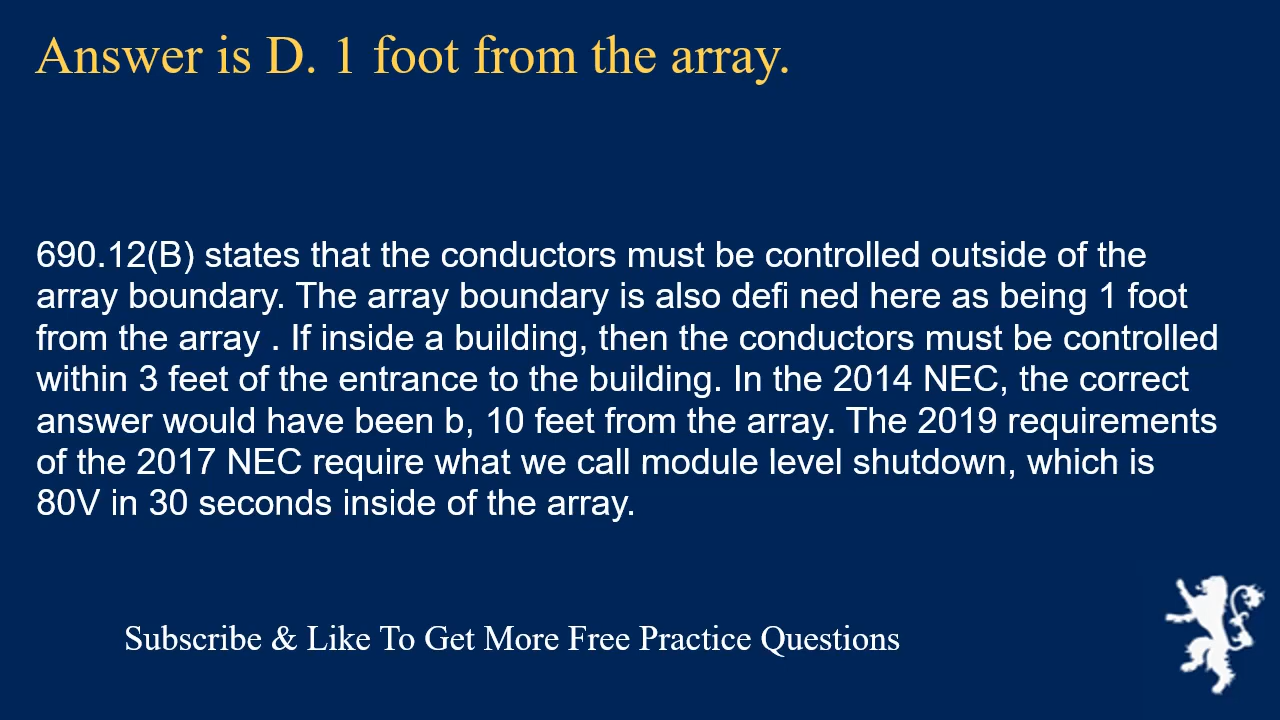 Answer is D. 1 foot from the array.
690.12(B) states that the conductors must be controlled outside of the
array boundary. The array boundary is also defi ned here as being 1 foot
from the array . If inside a building, then the conductors must be controlled
within 3 feet of the entrance to the building. In the 2014 NEC, the correct
answer would have been b, 10 feet from the array. The 2019 requirements
of the 2017 NEC require what we call module level shutdown, which is
80V in 30 seconds inside of the array.
Subscribe & Like To Get More Free Practice Questions